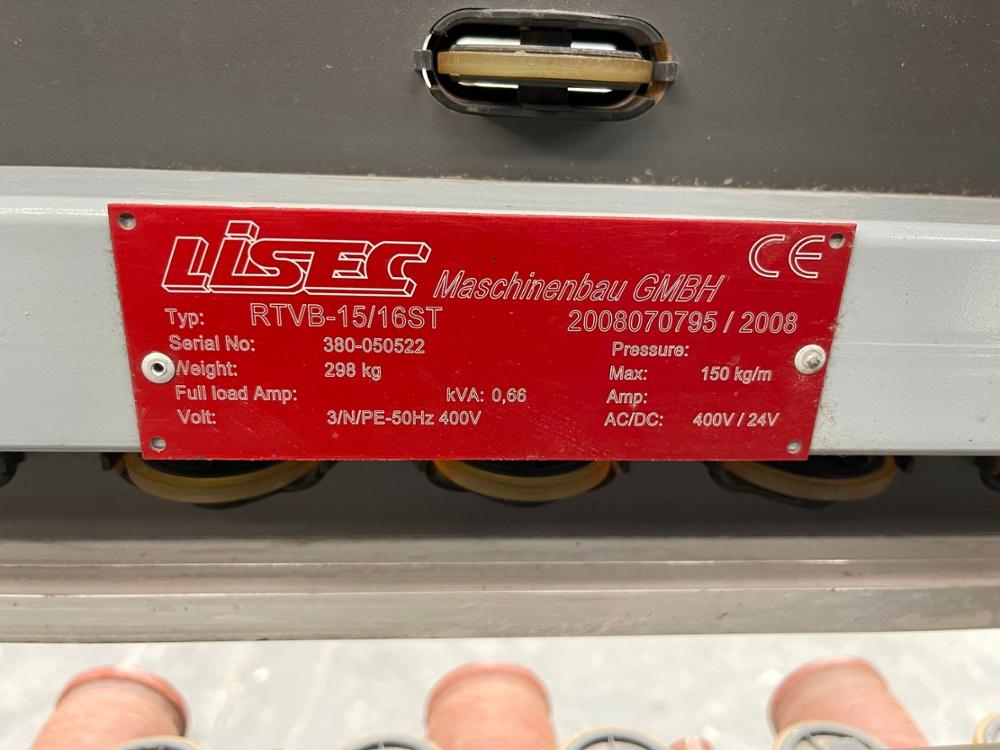 LiSEC Maschinenbau GMBH CE
Typ: RTVB-15/16ST 2008070795 / 2008
Serial No: 380-050522 Pressure:
Weight: 298 kg Max: 150 kg/m
Full load Amp: kVA: 0,66 Amp:
Volt: 3/N/PE-50Hz 400V AC/DC: 400V / 24V